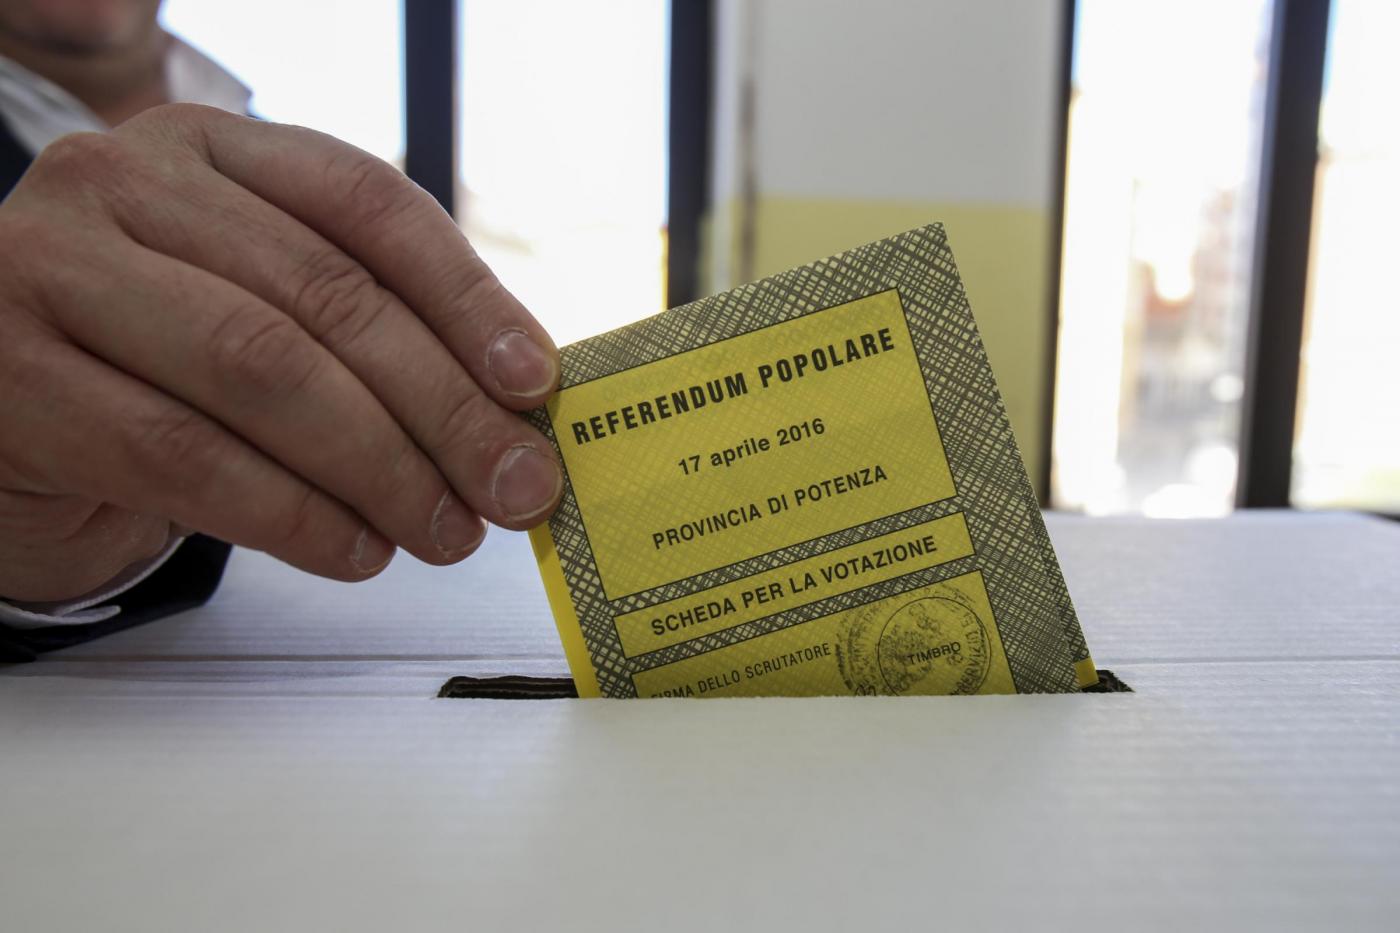 REFERENDUM POPOLARE
17 aprile 2016
PROVINCIA DI POTENZA
SCHEDA PER LA VOTAZIONE
FIRMA DELLO SCRUTATORE
TIMBRO